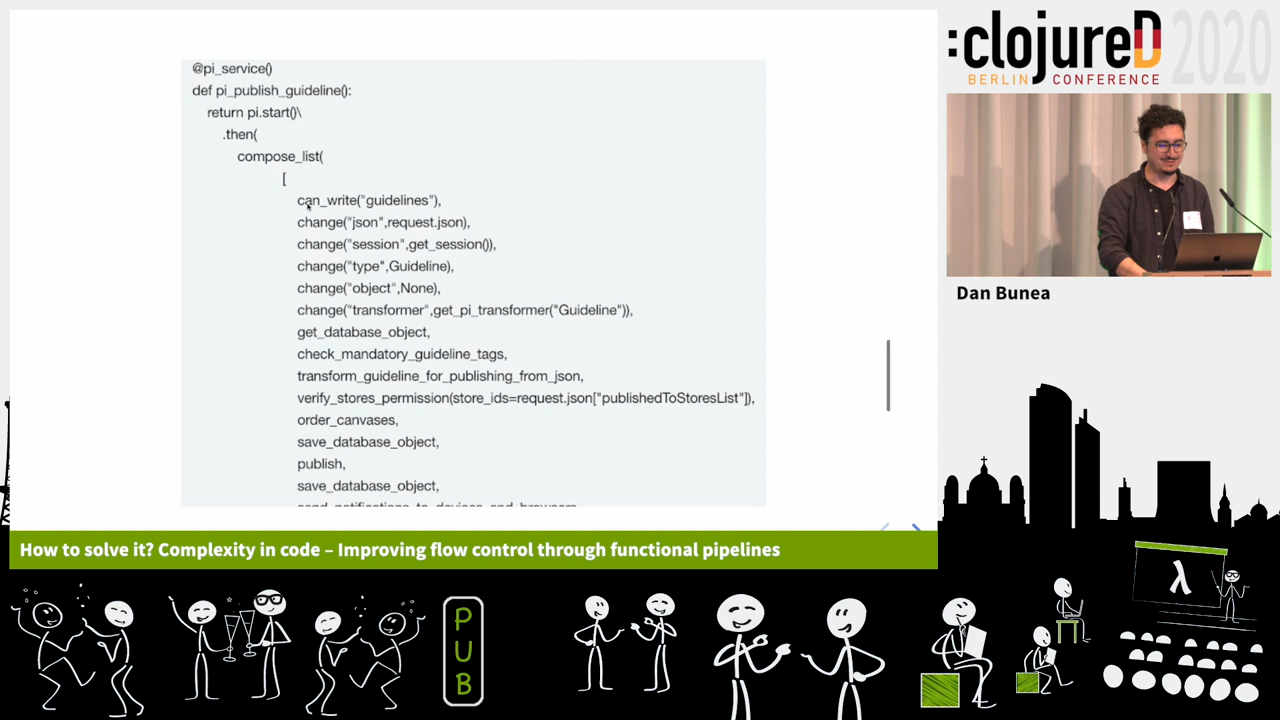 @pi_service()
def pi_publish_guideline():
return pi.start()\
.then(
compose_list(
[
can_write("guidelines"),
change("json",request.json),
change("session",get_session()),
change("type",Guideline),
change("object",None),
change("transformer",get_pi_transformer("Guideline")),
get_database_object,
check_mandatory_guideline_tags,
transform_guideline_for_publishing_from_json,
verify_stores_permission(store_ids=request.json["publishedToStoresList"]),
order_canvases,
save_database_object,
publish,
save_database_object,
send_notifications_to_devices_and_browsers
:clojureD 2020
BERLIN CONFERENCE
Dan Bunea
How to solve it? Complexity in code – Improving flow control through functional pipelines
PUB
λ